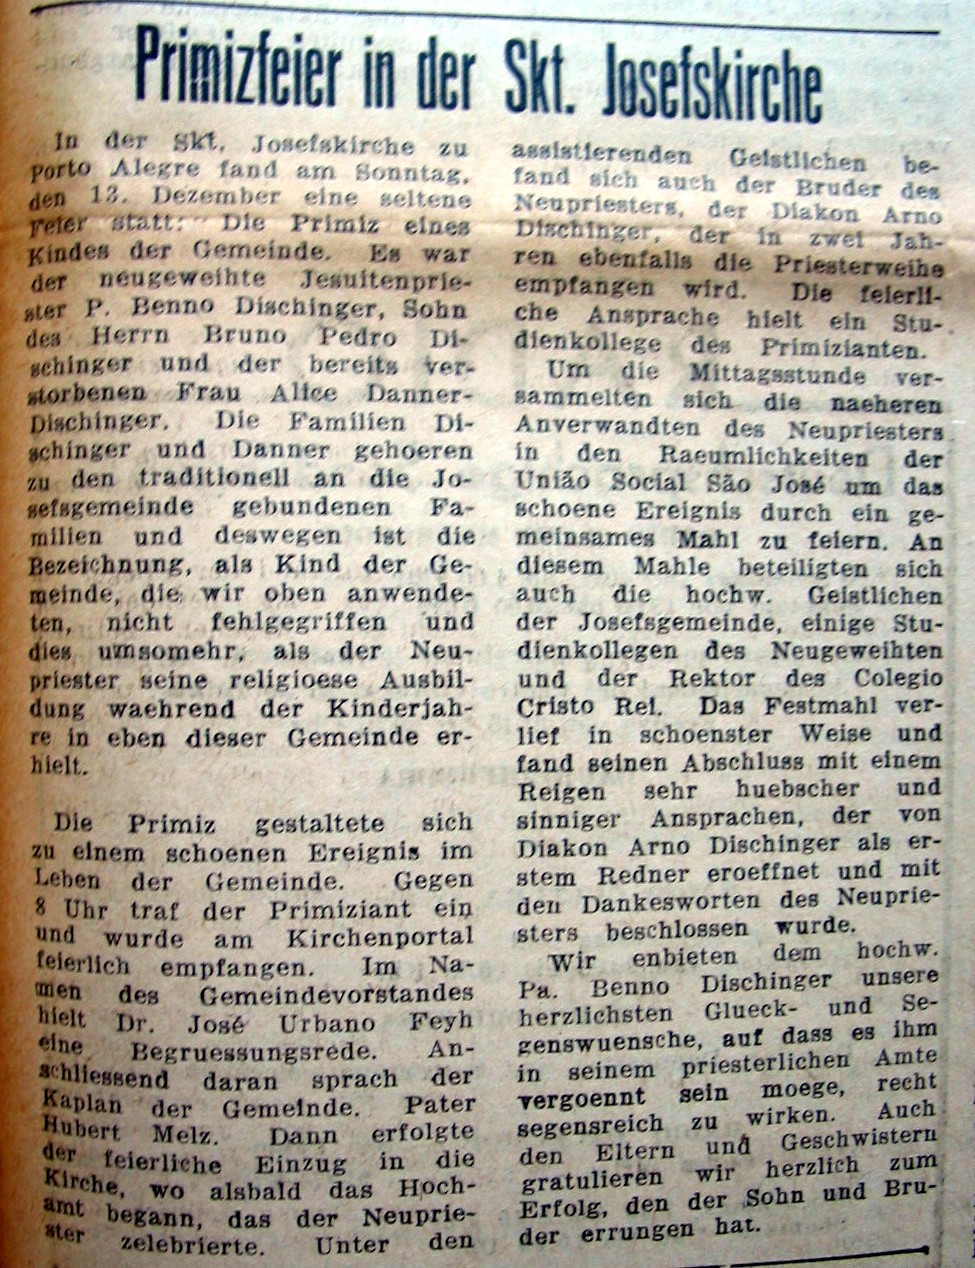 Primizfeier in der Skt. Josefskirche
In der Skt. Josefskirche zu
Porto Alegre fand am Sonntag,
den 13. Dezember eine seltene
Feier statt: Die Primiz eines
Kindes der Gemeinde. Es war
der neugeweihte Jesuitenprie-
ster P. Benno Dischinger, Sohn
des Herrn Bruno Pedro Di-
schinger und der bereits ver-
storbenen Frau Alice Danner-
Dischinger. Die Familien Di-
schinger und Danner gehoeren
zu den traditionell an die Jo-
sefsgemeinde gebundenen Fa-
milien und deswegen ist die
Bezeichnung, als Kind der Ge-
meinde, die wir oben anwende-
ten, nicht fehlgegriffen und
dies umsomehr, als der Neu-
priester seine religioese Ausbil-
dung waehrend der Kinderjah-
re in eben dieser Gemeinde er-
hielt.
Die Primiz gestaltete sich
zu einem schoenen Ereignis im
Leben der Gemeinde. Gegen
8 Uhr traf der Primiziant ein
und wurde am Kirchenportal
feierlich empfangen. Im Na-
men des Gemeindevorstandes
hielt Dr. José Urbano Feyh
eine Begruessungsrede. An-
schliessend daran sprach der
Kaplan der Gemeinde. Pater
Hubert Melz. Dann erfolgte
der feierliche Einzug in die
Kirche, wo alsbald das Hoch-
amt begann, das der Neuprie-
ster zelebrierte. Unter den
assistierenden Geistlichen be-
fand sich auch der Bruder des
Neupriesters, der Diakon Arno
Dischinger, der in zwei Jah-
ren ebenfalls die Priesterweihe
empfangen wird. Die feierli-
che Ansprache hielt ein Stu-
dienkollege des Primizianten.
Um die Mittagsstunde ver-
sammelten sich die naeheren
Anverwandten des Neupriesters
in den Raeumlichkeiten der
União Social São José um das
schoene Ereignis durch ein ge-
meinsames Mahl zu feiern. An
diesem Mahle beteiligten sich
auch die hochw. Geistlichen
der Josefsgemeinde, einige Stu-
dienkollegen des Neugeweihten
und der Rektor des Colegio
Cristo Rei. Das Festmahl ver-
lief in schoenster Weise und
fand seinen Abschluss mit einem
Reigen sehr huebscher und
sinniger Ansprachen, der von
Diakon Arno Dischinger als er-
stem Redner eroeffnet und mit
den Dankesworten des Neuprie-
sters beschlossen wurde.
Wir enbieten dem hochw.
Pa. Benno Dischinger unsere
herzlichsten Glueck- und Se-
genswuensche, auf dass es ihm
in seinem priesterlichen Amte
vergoennt sein moege, recht
segensreich zu wirken. Auch
den Eltern und Geschwistern
gratulieren wir herzlich zum
Erfolg, den der Sohn und Bru-
der errungen hat.